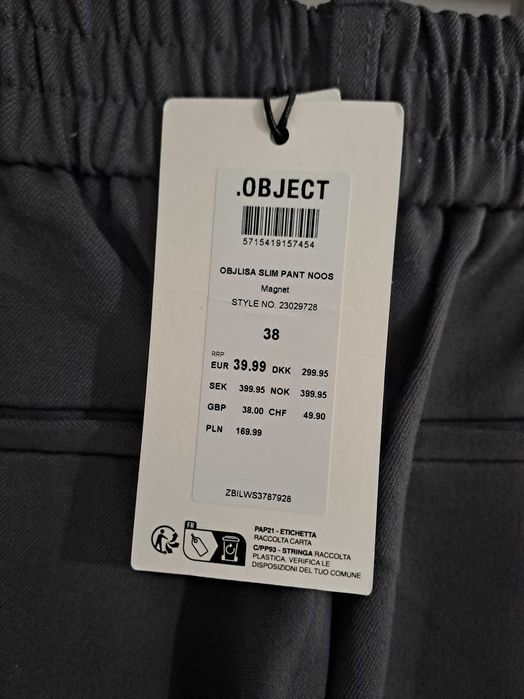 .OBJECT
5715419157454
OBJLISA SLIM PANT NOOS
Magnet
STYLE NO. 23029728
38
RRP
EUR 39.99 DKK 299.95
SEK 399.95 NOK 399.95
GBP 38.00 CHF 49.90
PLN 169.99
ZBILWS3787928
FR
PAP21 - ETICHETTA
RACCOLTA CARTA
C/PP93 - STRINGA RACCOLTA
PLASTICA. VERIFICA LE
DISPOSIZIONI DEL TUO COMUNE